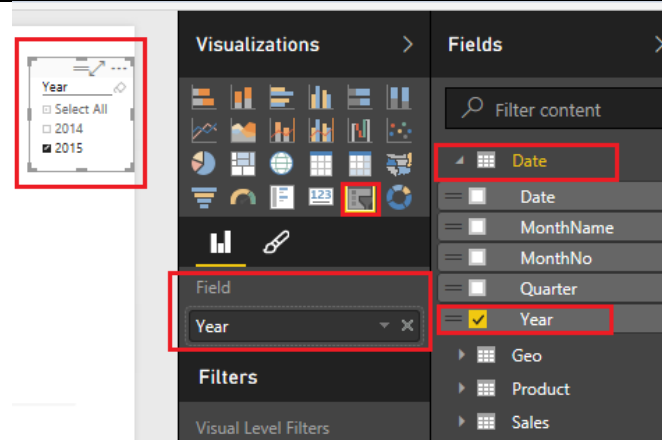 Year
Select All
2014
2015
Visualizations
123
Field
Year
Filters
Visual Level Filters
Fields
Filter content
Date
Date
MonthName
MonthNo
Quarter
Year
Geo
Product
Sales